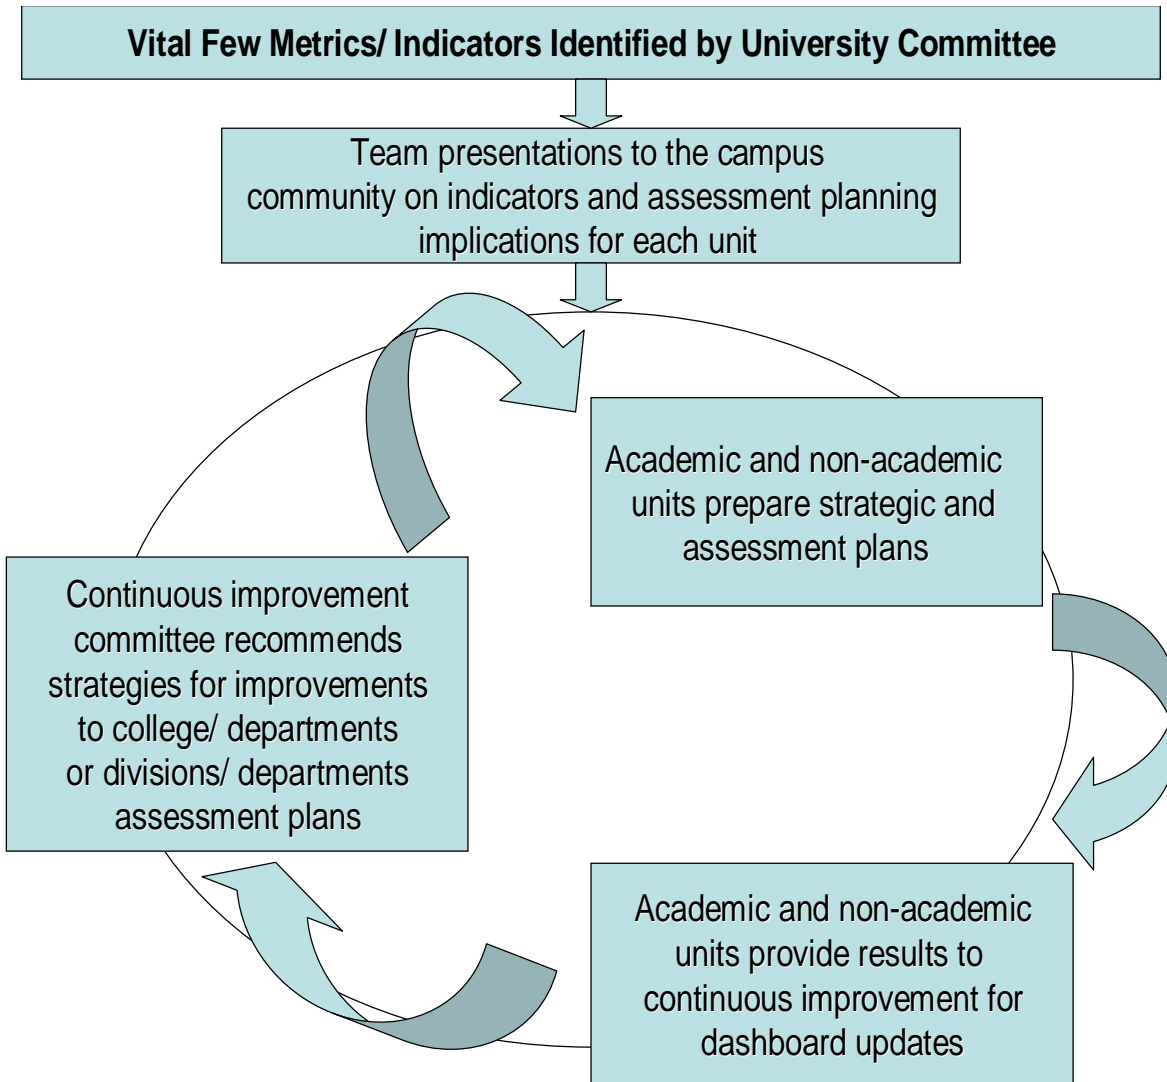 Vital Few Metrics/ Indicators Identified by University Committee
Team presentations to the campus
community on indicators and assessment planning
implications for each unit
Academic and non-academic
units prepare strategic and
assessment plans
Academic and non-academic
units provide results to
continuous improvement for
dashboard updates
Continuous improvement
committee recommends
strategies for improvements
to college/ departments
or divisions/ departments
assessment plans